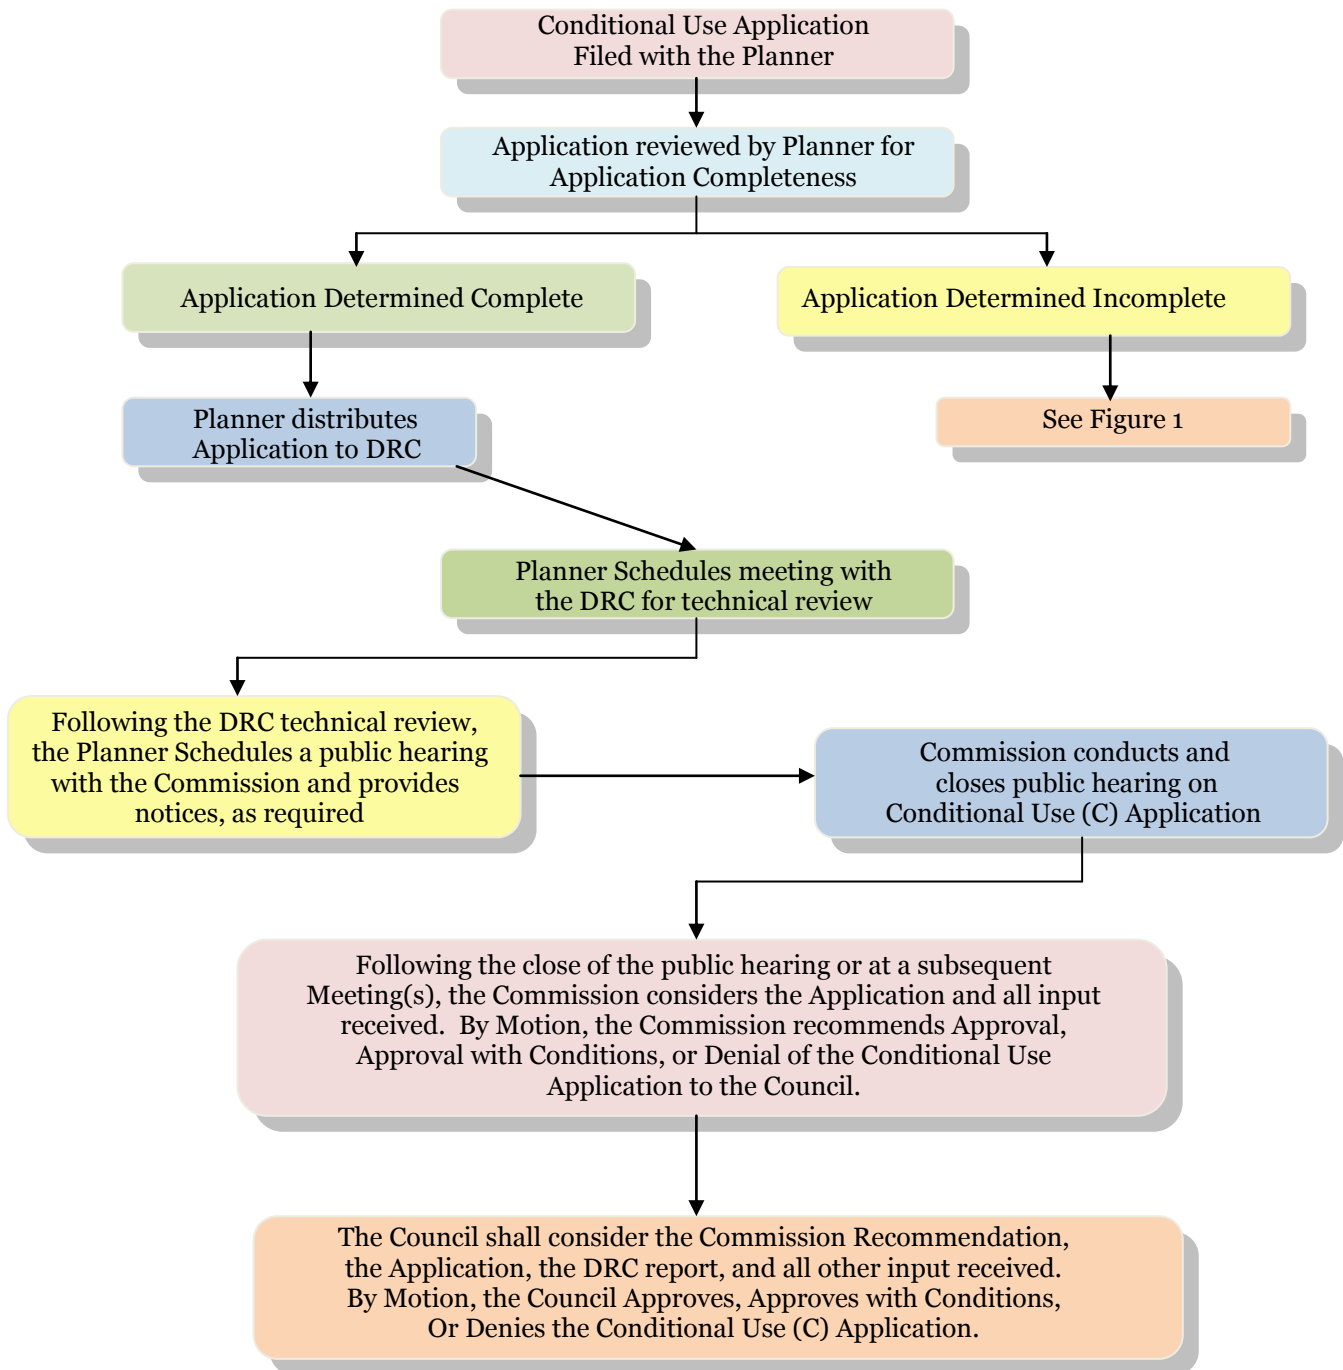 Conditional Use Application
Filed with the Planner
Application reviewed by Planner for
Application Completeness
Application Determined Complete
Application Determined Incomplete
Planner distributes
Application to DRC
See Figure 1
Planner Schedules meeting with
the DRC for technical review
Following the DRC technical review,
the Planner Schedules a public hearing
with the Commission and provides
notices, as required
Commission conducts and
closes public hearing on
Conditional Use (C) Application
Following the close of the public hearing or at a subsequent
Meeting(s), the Commission considers the Application and all input
received.  By Motion, the Commission recommends Approval,
Approval with Conditions, or Denial of the Conditional Use
Application to the Council.
The Council shall consider the Commission Recommendation,
the Application, the DRC report, and all other input received.
By Motion, the Council Approves, Approves with Conditions,
Or Denies the Conditional Use (C) Application.